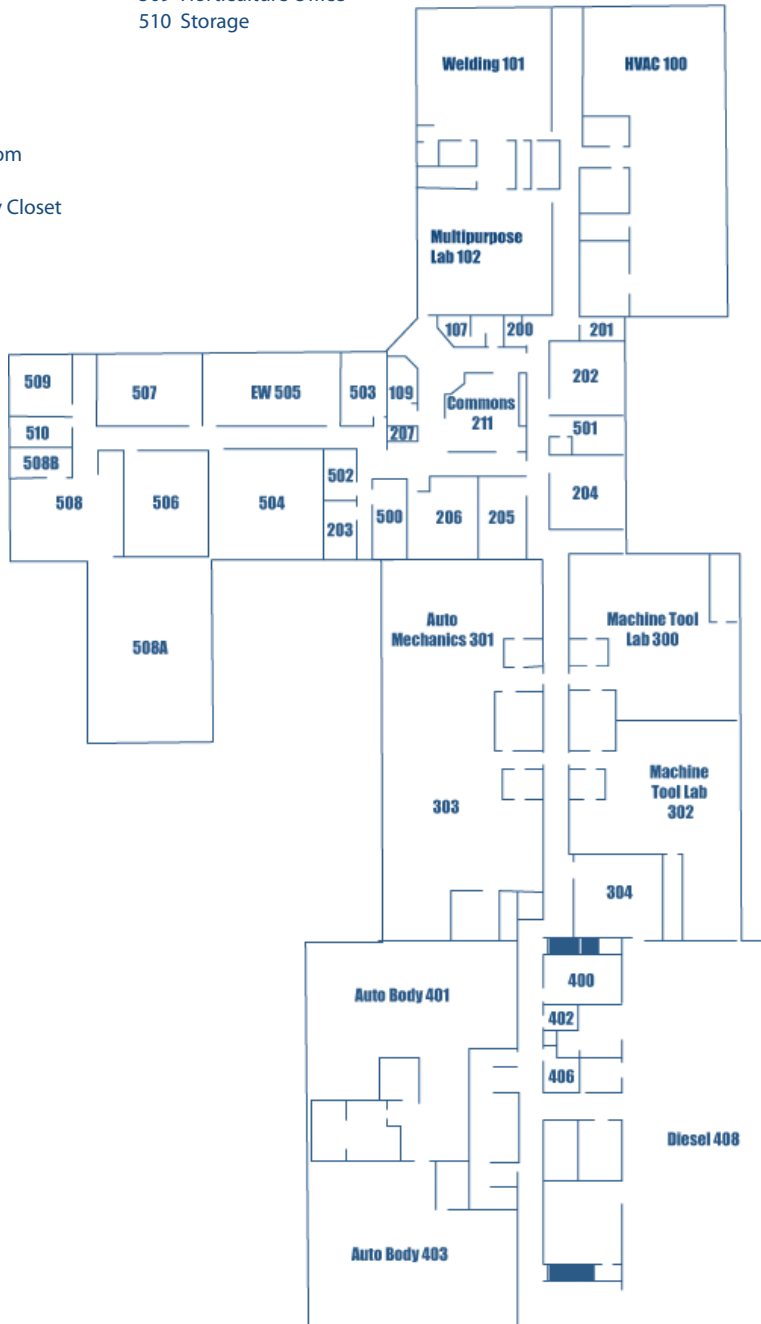 510 Storage
om
Closet
Welding 101
HVAC 100
Multipurpose
Lab 102
107
200
201
509
507
EW 505
503
109
202
Commons
211
510
207
501
508B
502
508
506
504
500
206
205
204
203
Auto
Mechanics 301
Machine Tool
Lab 300
508A
303
Machine
Tool Lab
302
304
400
Auto Body 401
402
406
Diesel 408
Auto Body 403